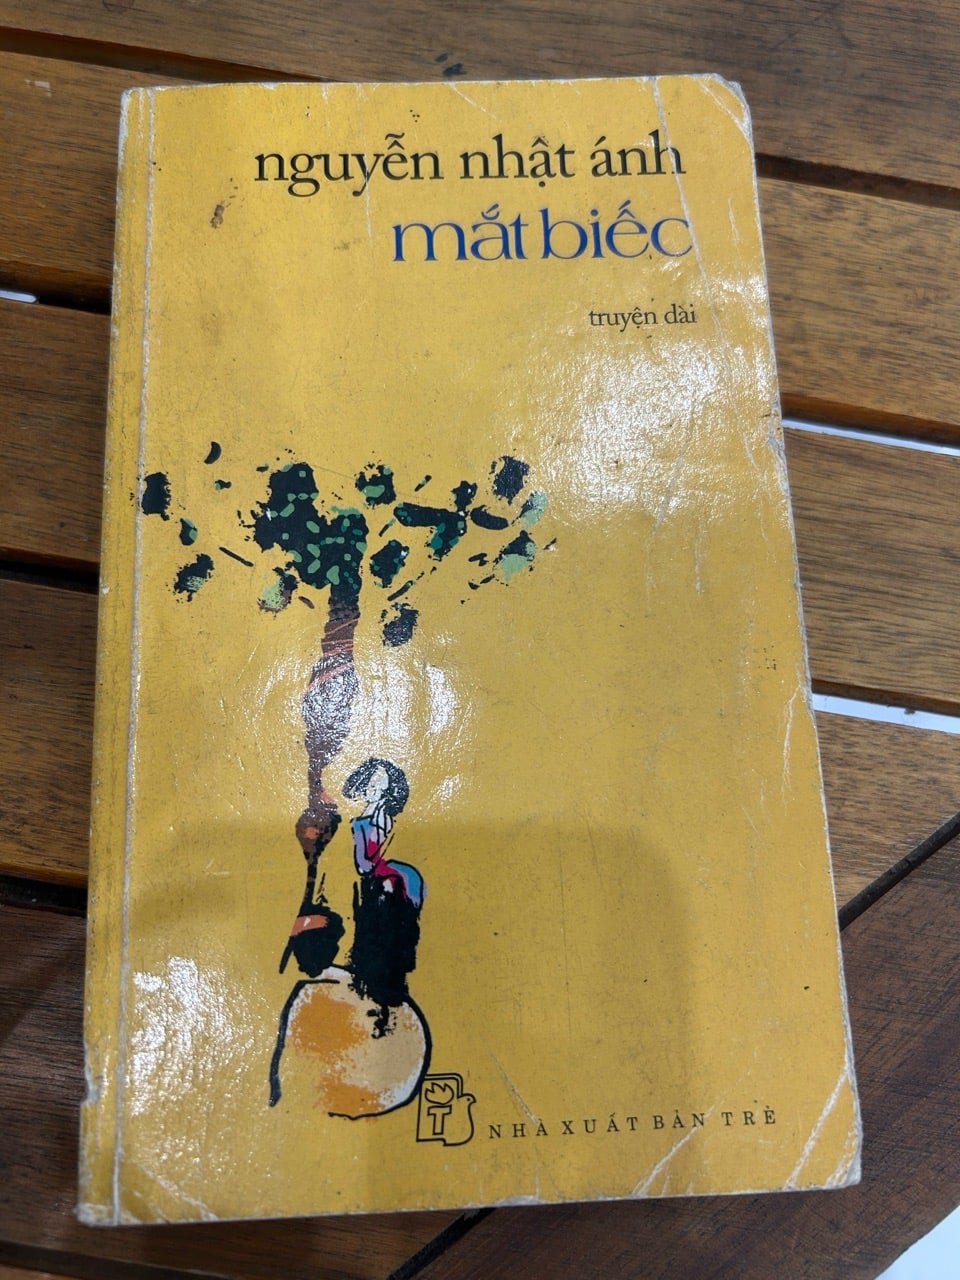 nguyễn nhật ánh
mắt biếc
truyện dài
T
NHÀ XUẤT BẢN TRẺ